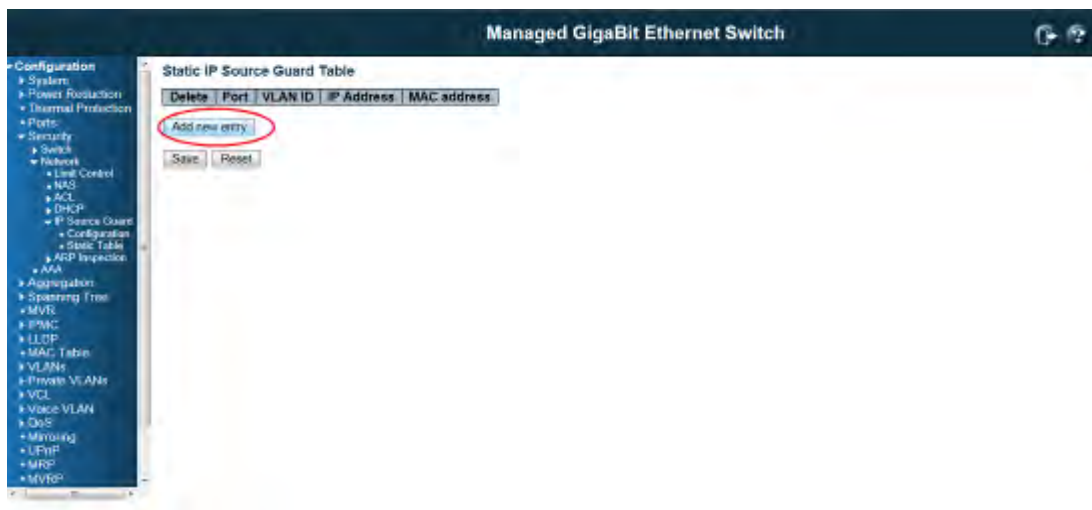 Managed GigaBit Ethernet Switch
Configuration
System
Power Reduction
Thermal Protection
Ports
Security
Switch
Network
Limit Control
NAS
ACL
DHCP
IP Source Guard
Configuration
Static Table
ARP Inspection
AAA
Aggregation
Spanning Tree
MVR
IPMC
LLDP
MAC Table
VLANs
Private VLANs
VCL
Voice VLAN
QoS
Mirroring
UPnP
MRP
MVRP
Static IP Source Guard Table
Delete Port VLAN ID IP Address MAC address
Add new entry
Save Reset